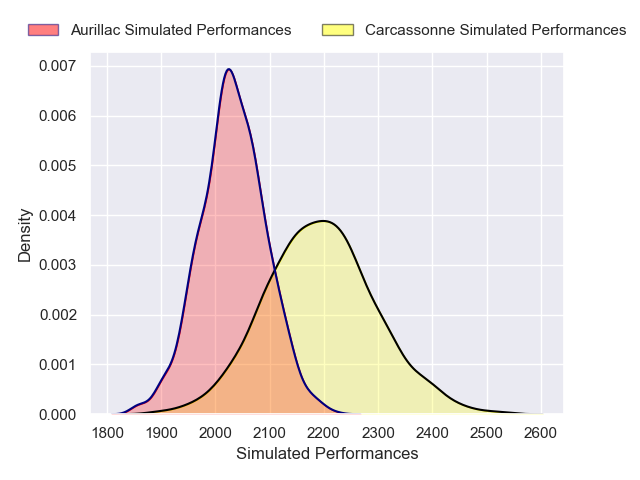 Aurillac Simulated Performances Carcassonne Simulated Performances
0.007
0.006
0.005
0.004
0.003
0.002
0.001
0.000
Density
1800 1900 2000 2100 2200 2300 2400 2500 2600
Simulated Performances